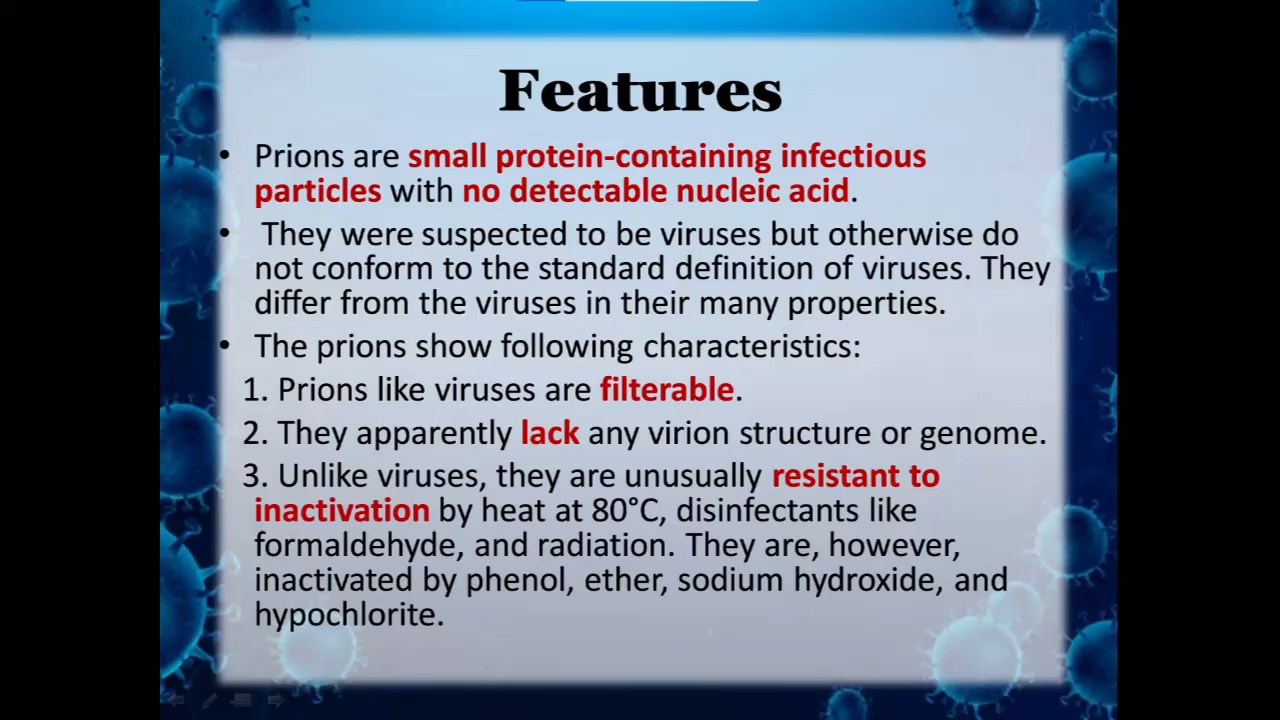 Features
• Prions are small protein-containing infectious
particles with no detectable nucleic acid.
• They were suspected to be viruses but otherwise do
not conform to the standard definition of viruses. They
differ from the viruses in their many properties.
• The prions show following characteristics:
1. Prions like viruses are filterable.
2. They apparently lack any virion structure or genome.
3. Unlike viruses, they are unusually resistant to
inactivation by heat at 80°C, disinfectants like
formaldehyde, and radiation. They are, however,
inactivated by phenol, ether, sodium hydroxide, and
hypochlorite.